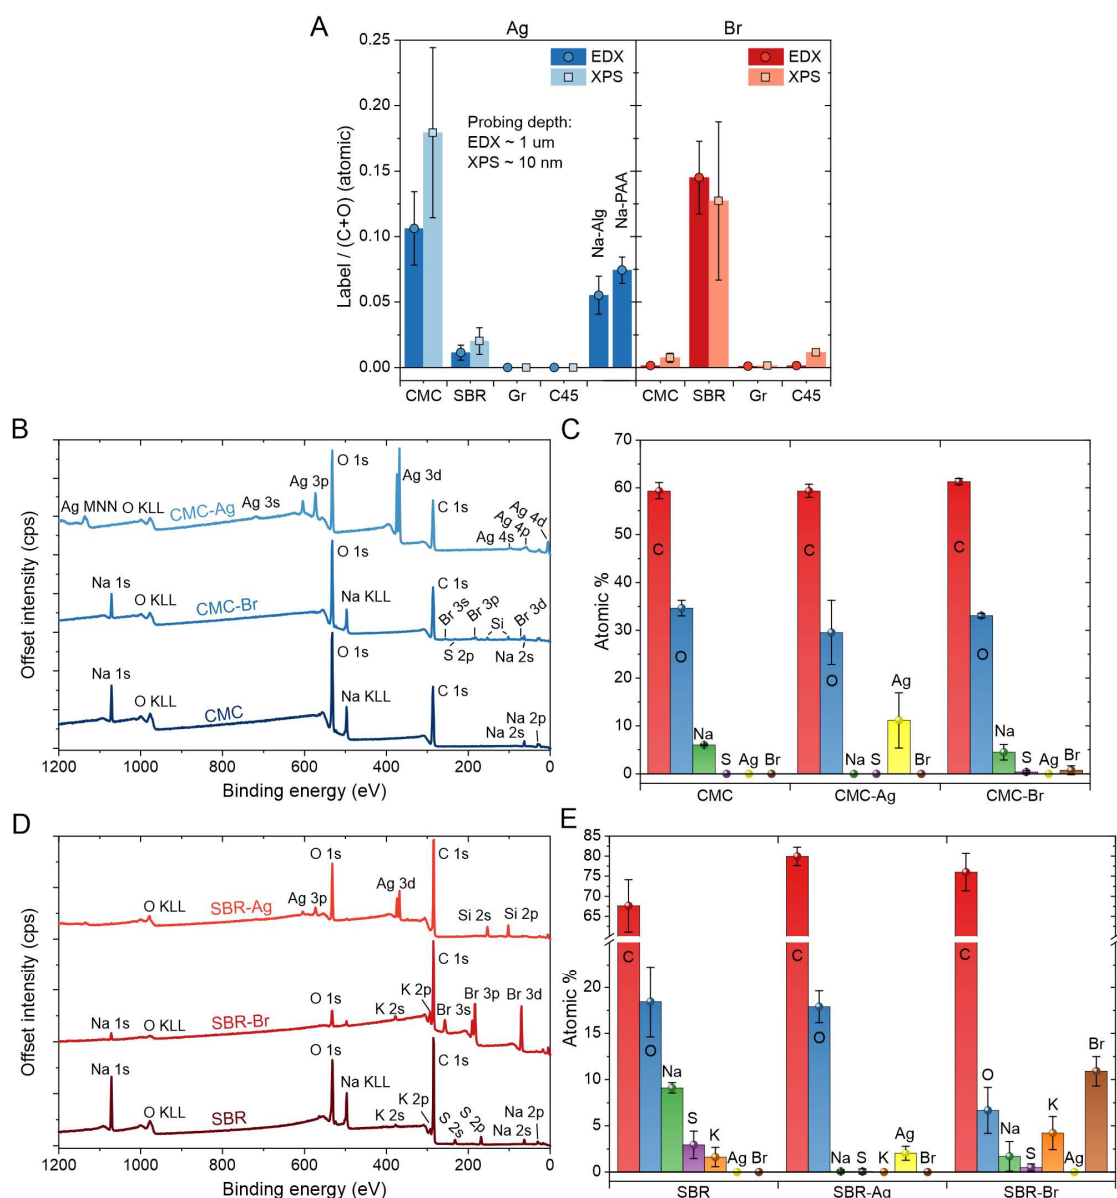 A
Ag
Br
EDX
XPS
EDX
XPS
Probing depth:
EDX ~ 1 um
XPS ~ 10 nm
Na-Alg
Na-PAA
Label / (C+O) (atomic)
0.25
0.20
0.15
0.10
0.05
0.00
CMC SBR Gr C45 CMC SBR Gr C45
B
Offset intensity (cps)
Ag MNN O KLL CMC-Ag Ag 3s Ag 3p O 1s Ag 3d C 1s Ag 4s Ag 4p Ag 4d
Na 1s O KLL CMC-Br O 1s Na KLL C 1s Br 3s S 2p Br 3p Si Na 2s Br 3d
Na 1s O KLL CMC O 1s Na KLL C 1s Na 2s Na 2p
1200 1000 800 600 400 200 0
Binding energy (eV)
C
Atomic %
70
60
50
40
30
20
10
0
C O Na S Ag Br
C O Na S Ag Br
C O Na S Ag Br
CMC CMC-Ag CMC-Br
D
Offset intensity (cps)
O KLL SBR-Ag Ag 3p O 1s Ag 3d C 1s Si 2s Si 2p
Na 1s O KLL SBR-Br O 1s K 2s K 2p C 1s Br 3s Br 3p Br 3d
Na 1s O KLL SBR O 1s Na KLL K 2s K 2p C 1s S 2s S 2p Na 2s Na 2p
1200 1000 800 600 400 200 0
Binding energy (eV)
E
Atomic %
85
80
75
70
65
20
15
10
5
0
C O Na S K Ag Br
C O Na S K Ag Br
C O Na S K Ag Br
SBR SBR-Ag SBR-Br